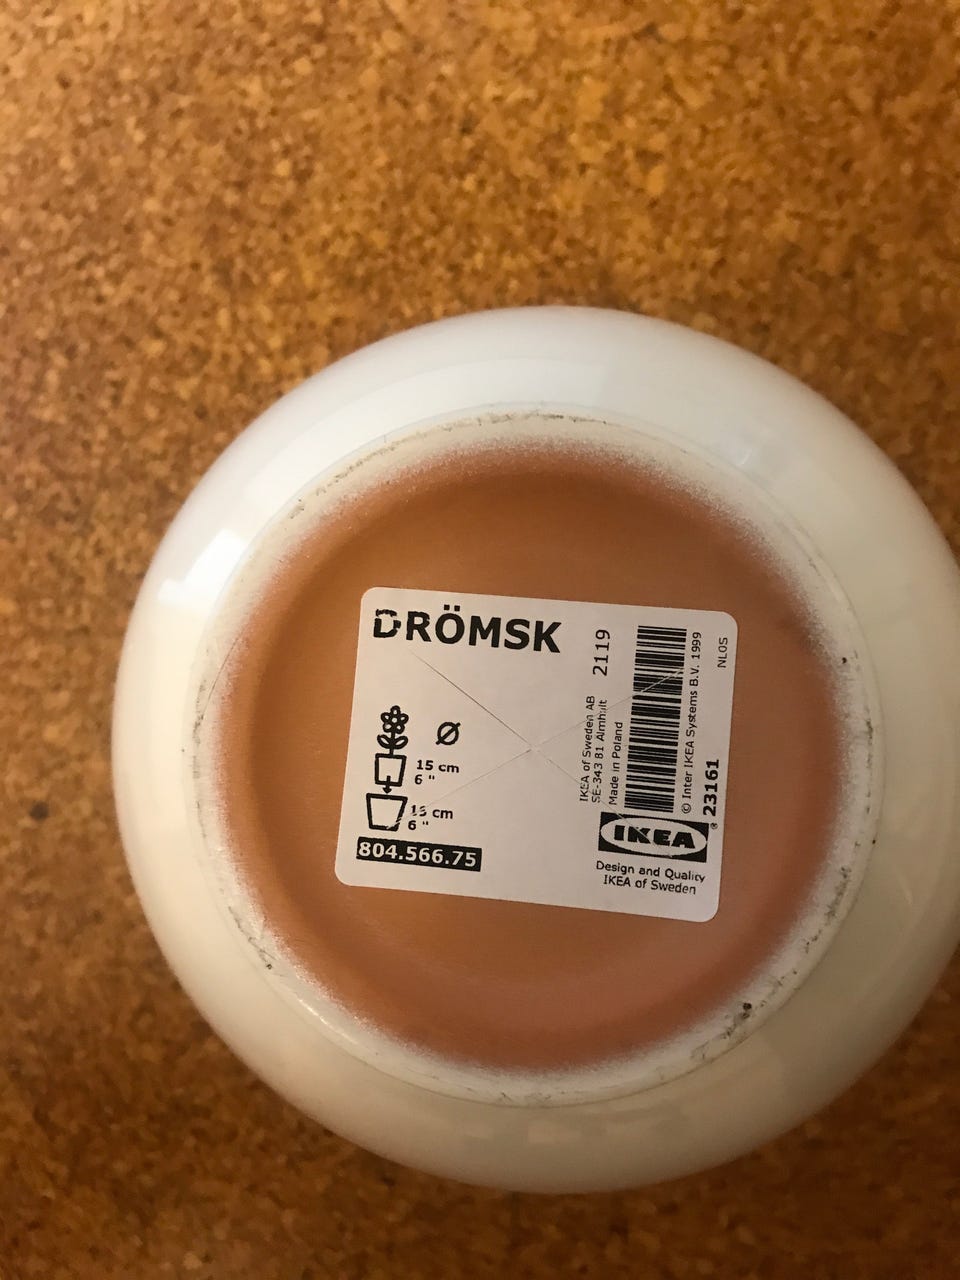 DRÖMSK
15 cm
6 "
15 cm
6 "
804.566.75
2119
IKEA of Sweden AB
SE-343 81 Älmhult
Made in Poland
© Inter IKEA Systems B.V. 1999
23161
NL0S
IKEA®
Design and Quality
IKEA of Sweden